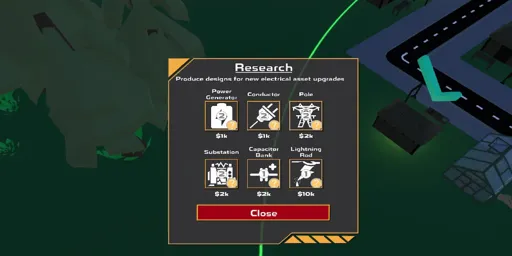 Research
Produce designs for new electrical asset upgrades
Power
Generator
Conductor
Pole
$1k
$1k
$2k
Substation
Capacitor
Bank
Lightning
Rod
$2k
$2k
$10k
Close